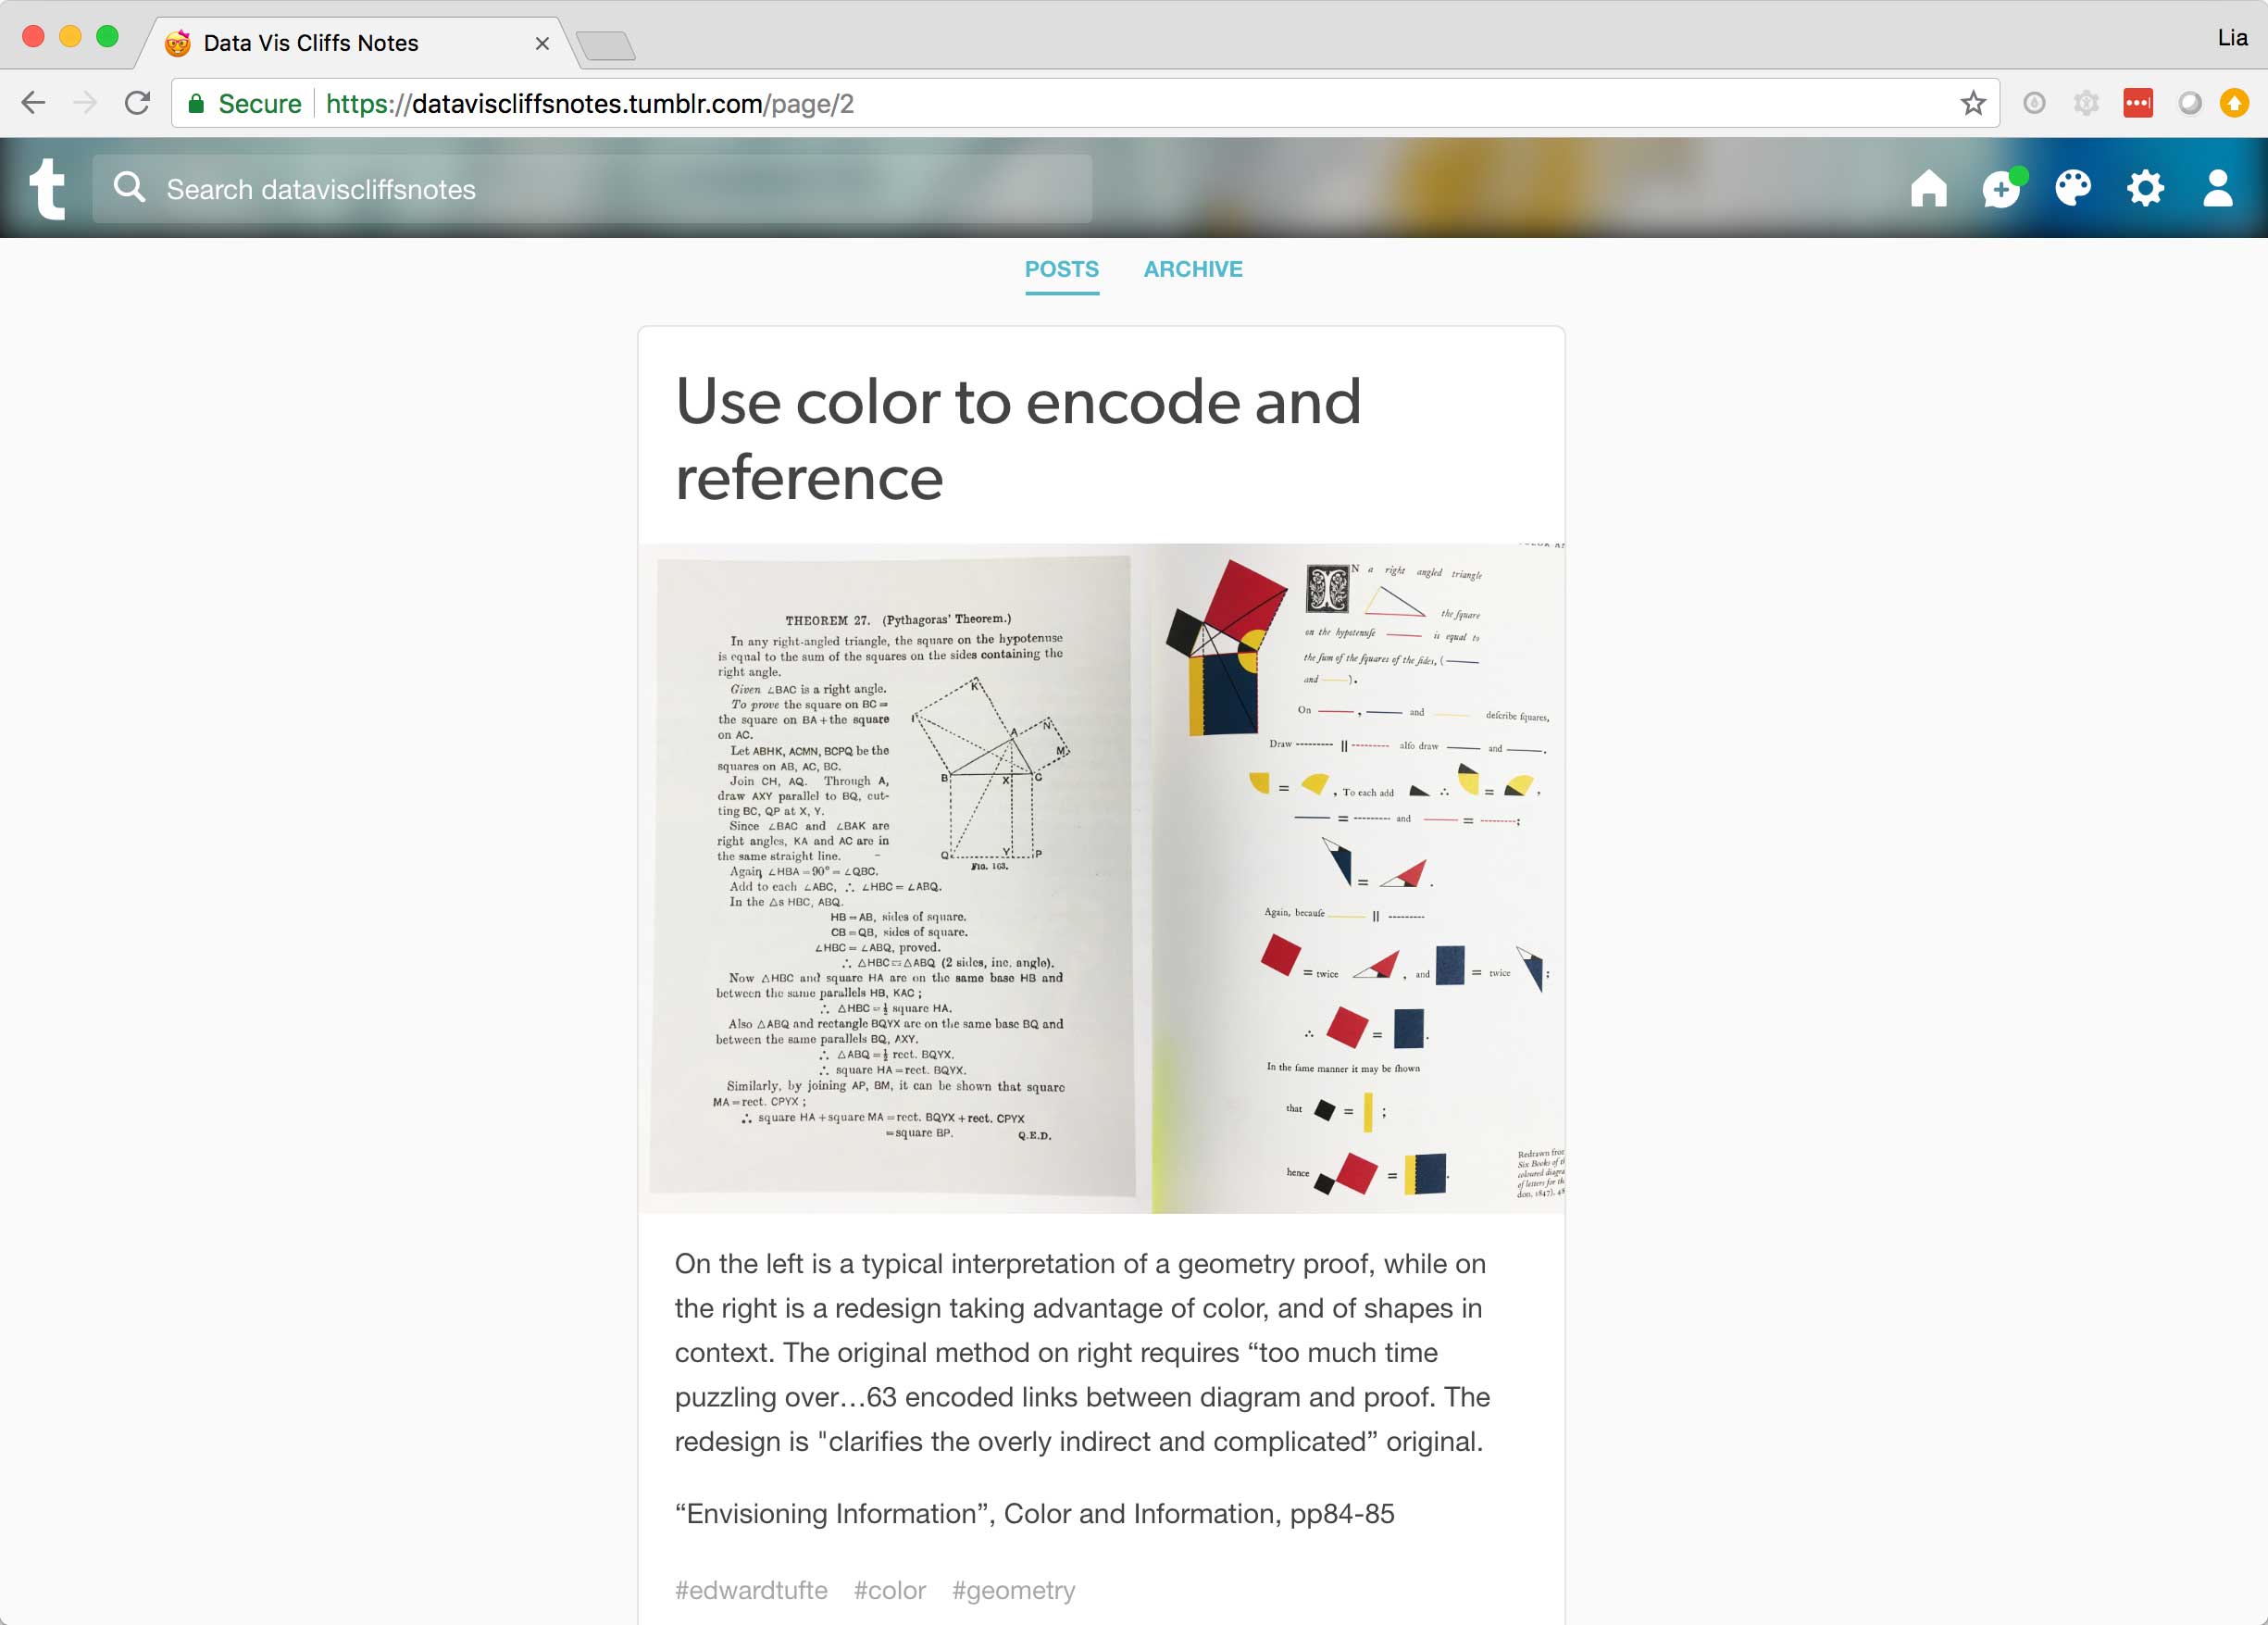 Data Vis Cliffs Notes
Lia
Secure
https://dataviscliffsnotes.tumblr.com/page/2
t
Search dataviscliffsnotes
POSTS
ARCHIVE
Use color to encode and
reference
THEOREM 27. (Pythagoras' Theorem.)
In any right-angled triangle, the square on the hypotenuse
is equal to the sum of the squares on the sides containing the
right angle.
Given ∠BAC is a right angle.
To prove the square on BC =
the square on BA + the square
on AC.
Let ABHK, ACMN, BCPQ be the
squares on AB, AC, BC.
Join CH, AQ. Through A,
draw AXY parallel to BQ, cut-
ting BC, QP at X, Y.
Since ∠BAC and ∠BAK are
right angles, KA and AC are in
the same straight line.
Again ∠HBA = 90° = ∠QBC.
Add to each ∠ABC, ∴ ∠HBC = ∠ABQ.
In the △s HBC, ABQ.
HB = AB, sides of square.
CB = QB, sides of square.
∠HBC = ∠ABQ, proved.
∴ △HBC ≡ △ABQ (2 sides, inc. angle).
Now △HBC and square HA are on the same base HB and
between the same parallels HB, KAC ;
∴ △HBC = ½ square HA.
Also △ABQ and rectangle BQYX are on the same base BQ and
between the same parallels BQ, AXY.
∴ △ABQ = ½ rect. BQYX.
∴ square HA = rect. BQYX.
Similarly, by joining AP, BM, it can be shown that square
MA = rect. CPYX ;
∴ square HA + square MA = rect. BQYX + rect. CPYX
= square BP. Q.E.D.
K
A
N
M
B
X
C
Q
Y
P
FIG. 163.
IN a right angled triangle
the ſquare
on the hypotenuſe is equal to
the ſum of the ſquares of the ſides, (
and ).
On , and deſcribe ſquares,
Draw || alſo draw and .
= , To each add ∴ = ,
= and = ;
= .
Again, becauſe ||
= twice , and = twice ;
∴ = .
In the ſame manner it may be ſhown
that = ;
hence = .
Redrawn from
Six Books of
coloured
of letters for
don, 1847), 48
On the left is a typical interpretation of a geometry proof, while on
the right is a redesign taking advantage of color, and of shapes in
context. The original method on right requires “too much time
puzzling over…63 encoded links between diagram and proof. The
redesign is "clarifies the overly indirect and complicated” original.
“Envisioning Information”, Color and Information, pp84-85
#edwardtufte #color #geometry